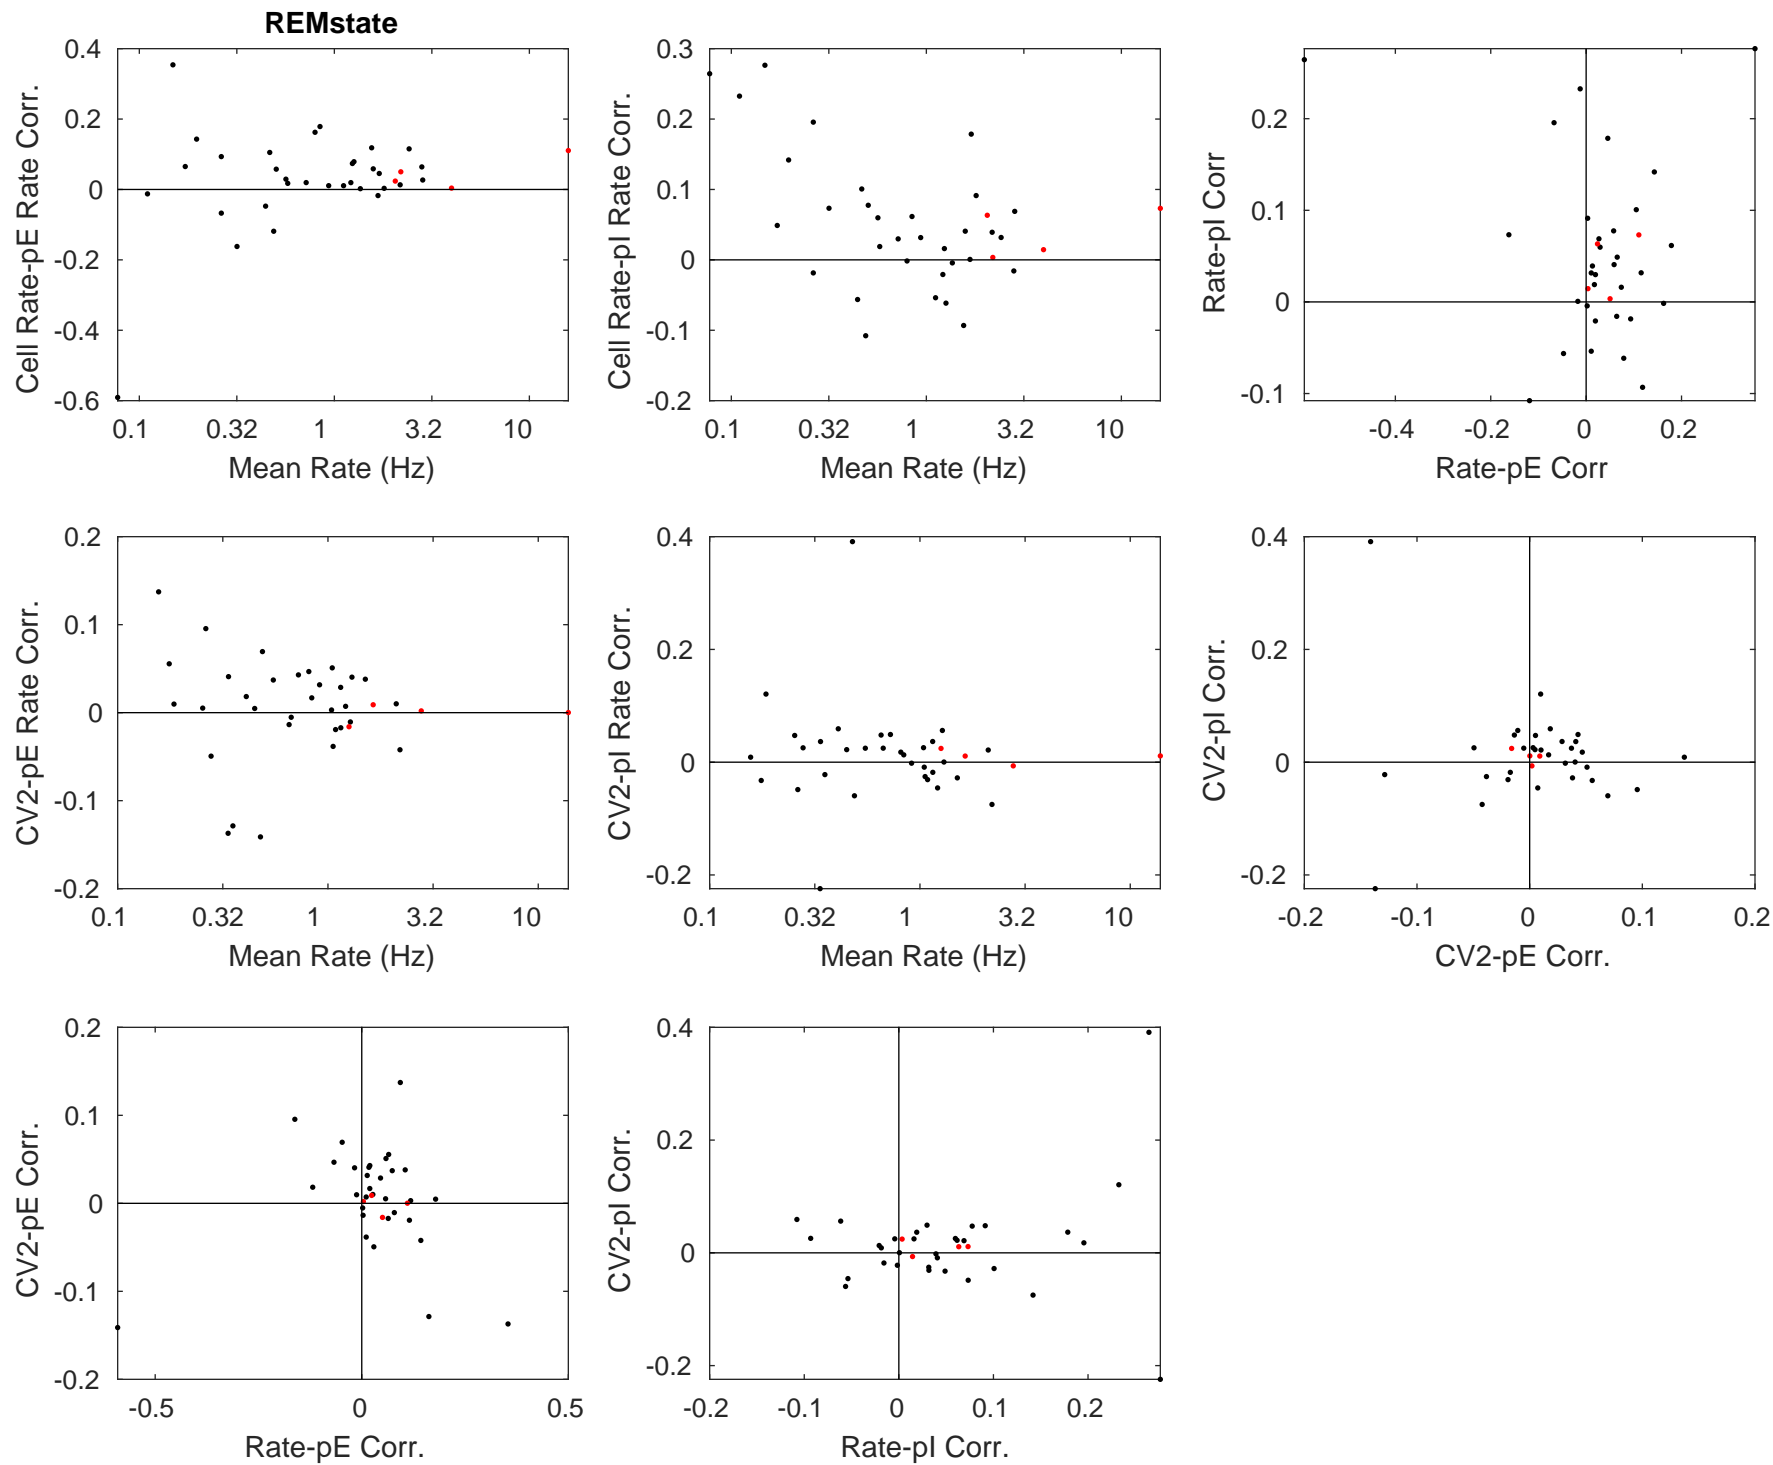 REMstate
0.4
0.2
0
-0.2
-0.4
-0.6
Cell Rate-pE Rate Corr.
0.1 0.32 1 3.2 10
Mean Rate (Hz)
0.3
0.2
0.1
0
-0.1
-0.2
Cell Rate-pI Rate Corr.
0.1 0.32 1 3.2 10
Mean Rate (Hz)
0.2
0.1
0
-0.1
Rate-pI Corr
-0.4 -0.2 0 0.2
Rate-pE Corr
0.2
0.1
0
-0.1
-0.2
CV2-pE Rate Corr.
0.1 0.32 1 3.2 10
Mean Rate (Hz)
0.4
0.2
0
-0.2
CV2-pI Rate Corr.
0.1 0.32 1 3.2 10
Mean Rate (Hz)
0.4
0.2
0
-0.2
CV2-pI Corr.
-0.2 -0.1 0 0.1 0.2
CV2-pE Corr.
0.2
0.1
0
-0.1
-0.2
CV2-pE Corr.
-0.5 0 0.5
Rate-pE Corr.
0.4
0.2
0
-0.2
CV2-pI Corr.
-0.2 -0.1 0 0.1 0.2
Rate-pI Corr.